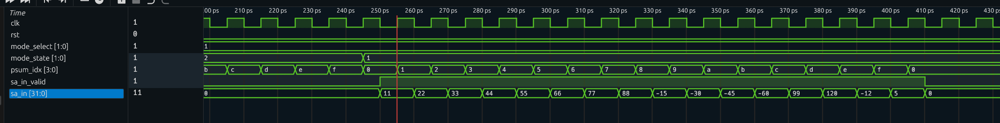 Time 00 ps 210 ps 220 ps 230 ps 240 ps 250 ps 260 ps 270 ps 280 ps 290 ps 300 ps 310 ps 320 ps 330 ps 340 ps 350 ps 360 ps 370 ps 380 ps 390 ps 400 ps 410 ps 420 ps 430 ps
clk 1
rst 0
mode_select [1:0] 1 1
mode_state [1:0] 1 2 1
psum_idx [3:0] 1 b c d e f 0 1 2 3 4 5 6 7 8 9 a b c d e f 0
sa_in_valid 1
sa_in [31:0] 11 0 11 22 33 44 55 66 77 88 -15 -30 -45 -60 99 120 -12 5 0